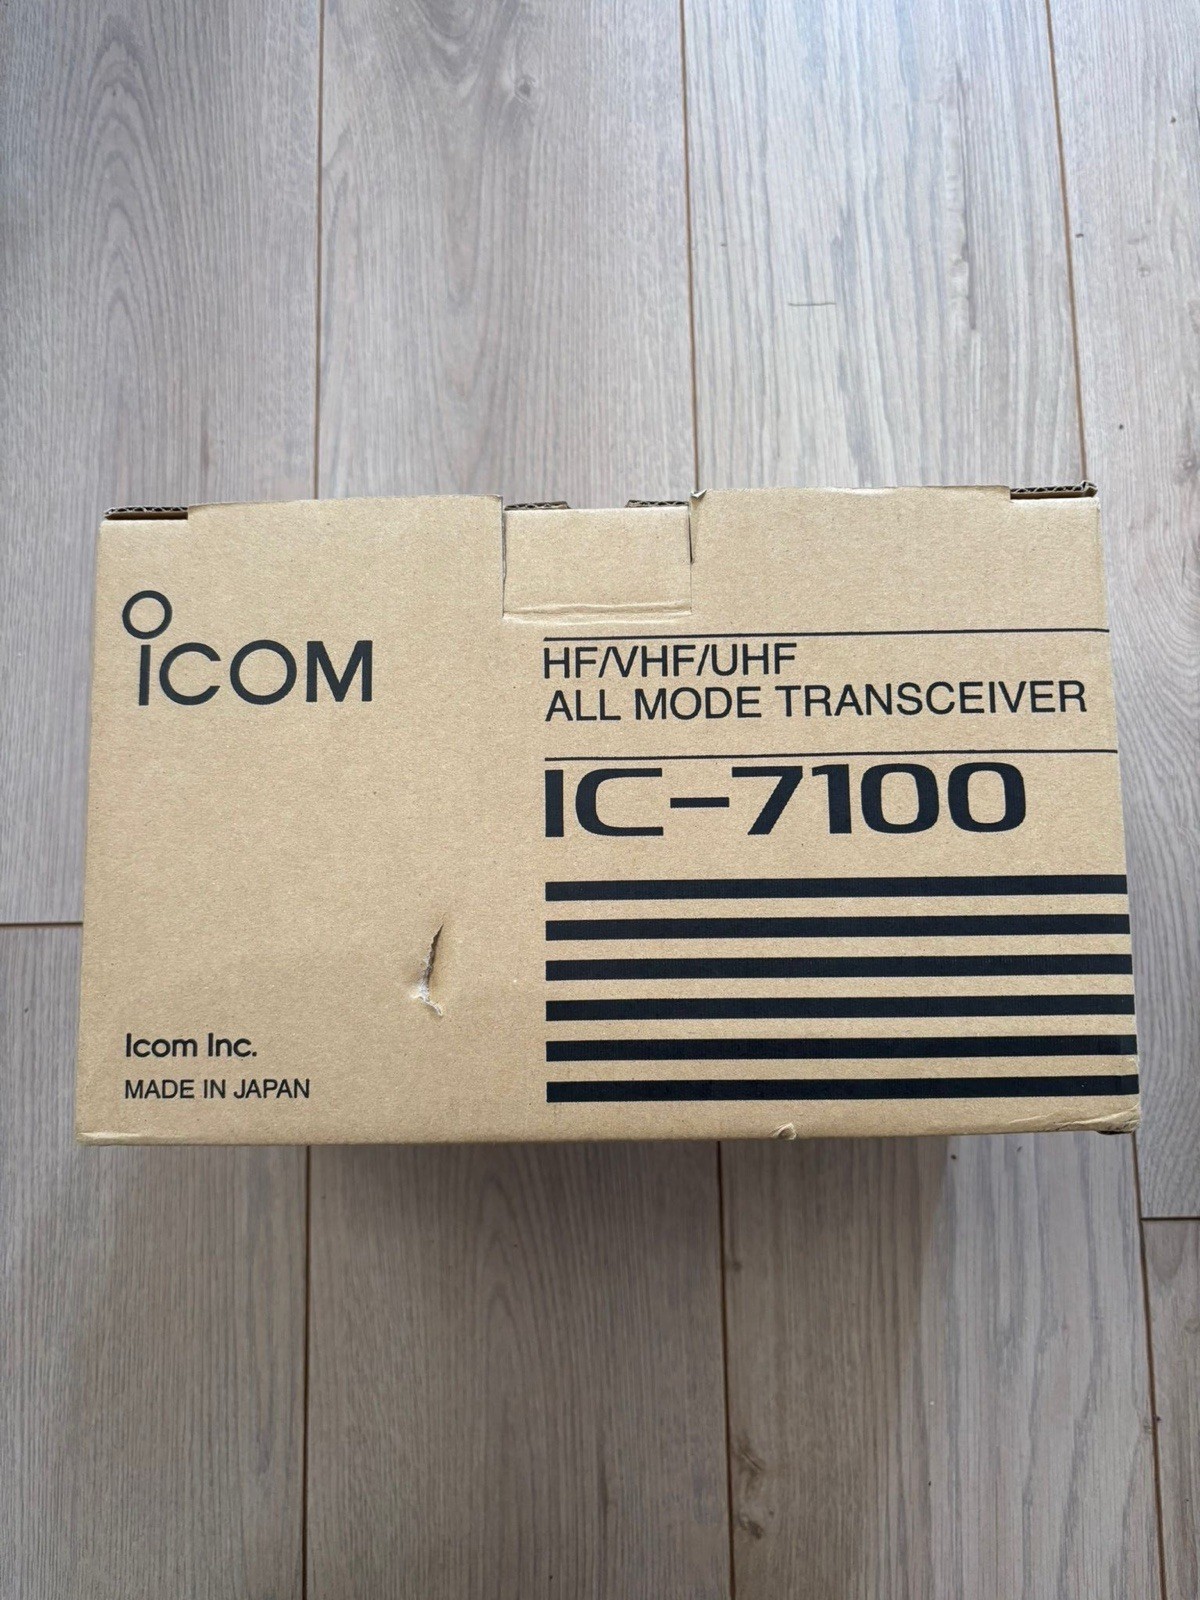 ICOM
HF/VHF/UHF
ALL MODE TRANSCEIVER
IC-7100
Icom Inc.
MADE IN JAPAN